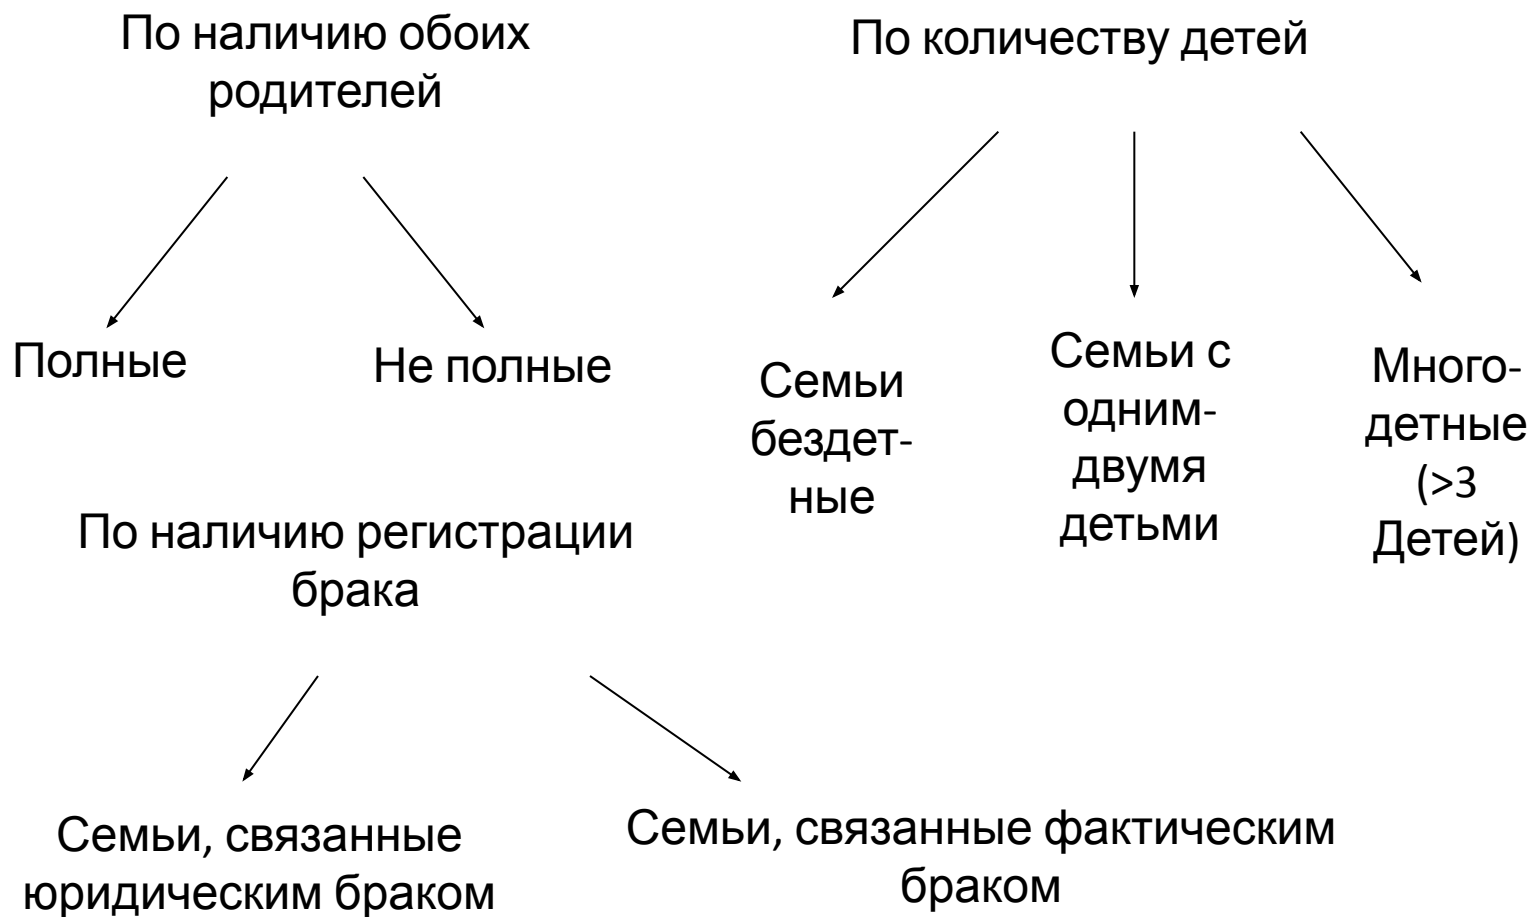 По наличию обоих
родителей
Полные
Не полные
По количеству детей
Семьи
бездет-
ные
Семьи с
одним-
двумя
детьми
Много-
детные
(>3
Детей)
По наличию регистрации
брака
Семьи, связанные
юридическим браком
Семьи, связанные фактическим
браком